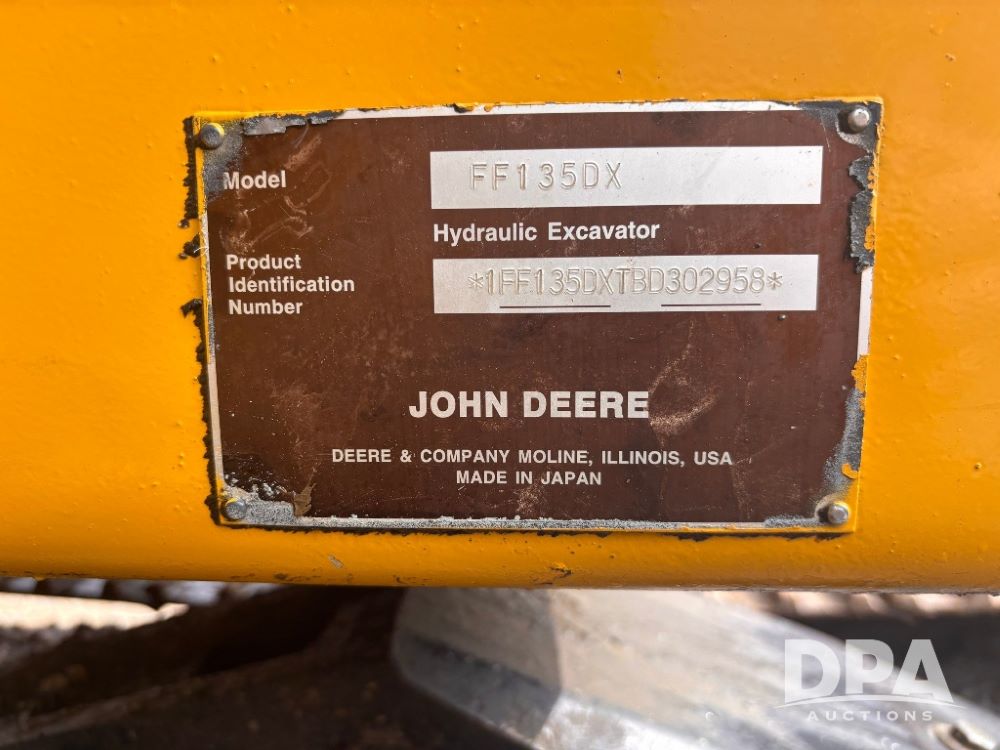 Model FF135DX
Hydraulic Excavator
Product
Identification
Number
*1FF135DXTBD302958*
JOHN DEERE
DEERE & COMPANY MOLINE, ILLINOIS, USA
MADE IN JAPAN
DPA
AUCTIONS